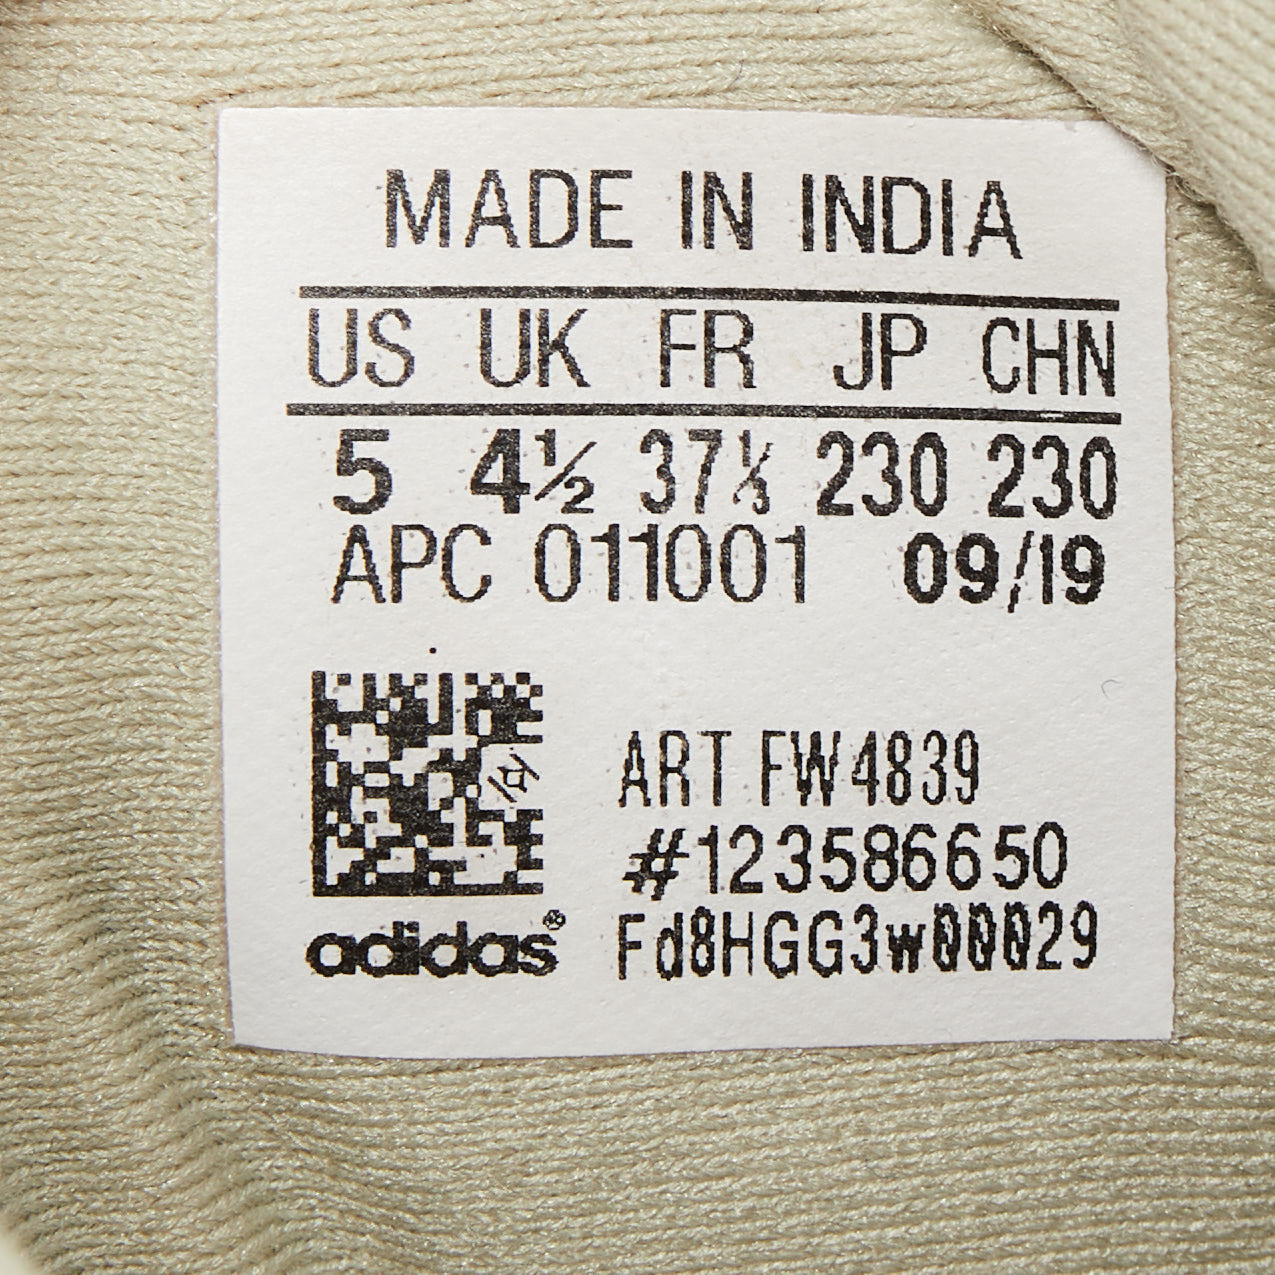 MADE IN INDIA
US UK FR JP CHN
5 4½ 37⅓ 230 230
APC 011001 09/19
ART FW4839
#123586650
adidas®
Fd8HGG3w00029